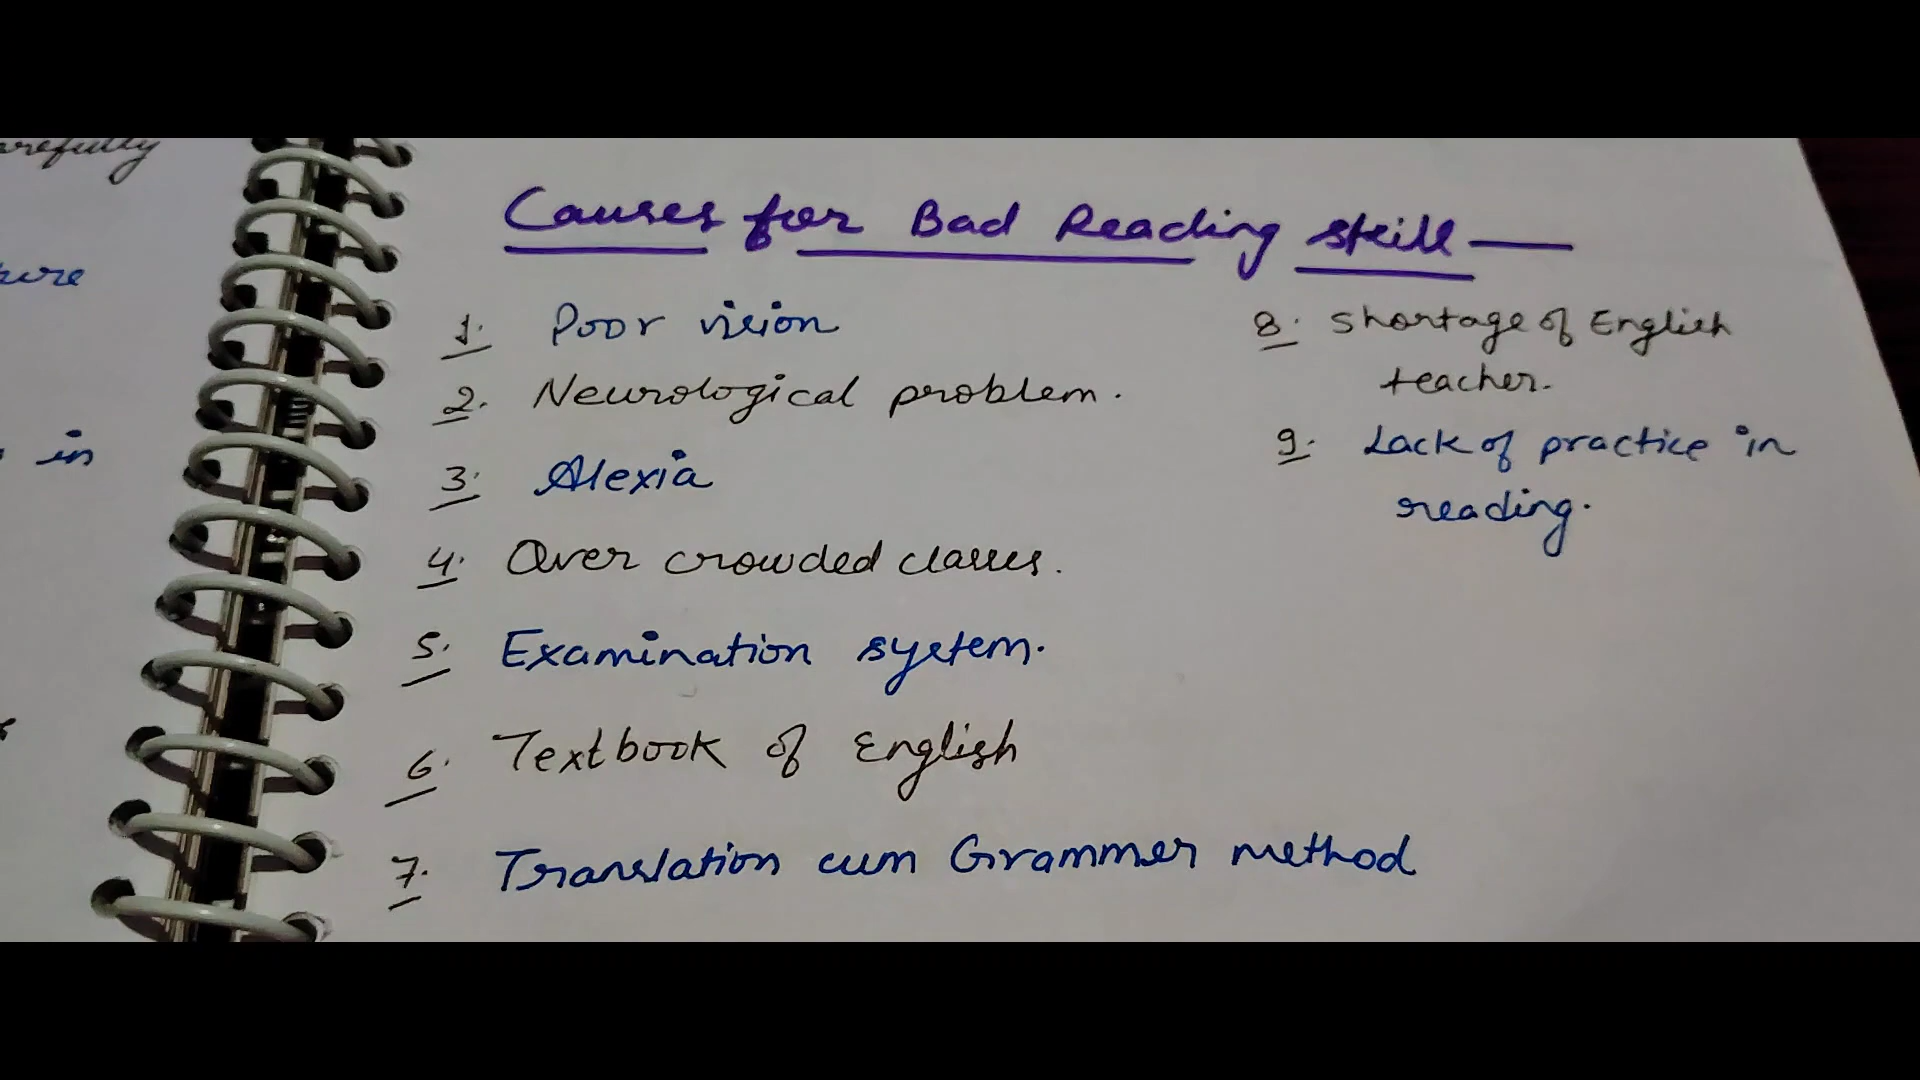 arefully
in
Causes for Bad Reading skill —
1. Poor vision
2. Neurological problem.
3. Alexia
4. Over crowded classes.
5. Examination system.
6. Textbook of English
7. Translation cum Grammer method
8. Shortage of English
teacher.
9. Lack of practice in
reading.